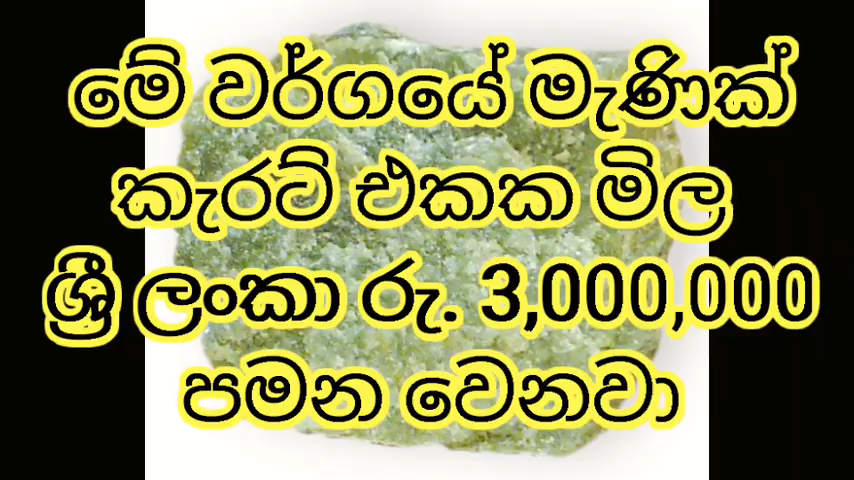 මේ වර්ගයේ මැණික්
කැරට් එකක මිල
ශ්‍රී ලංකා රු. 3,000,000
පමන වෙනවා